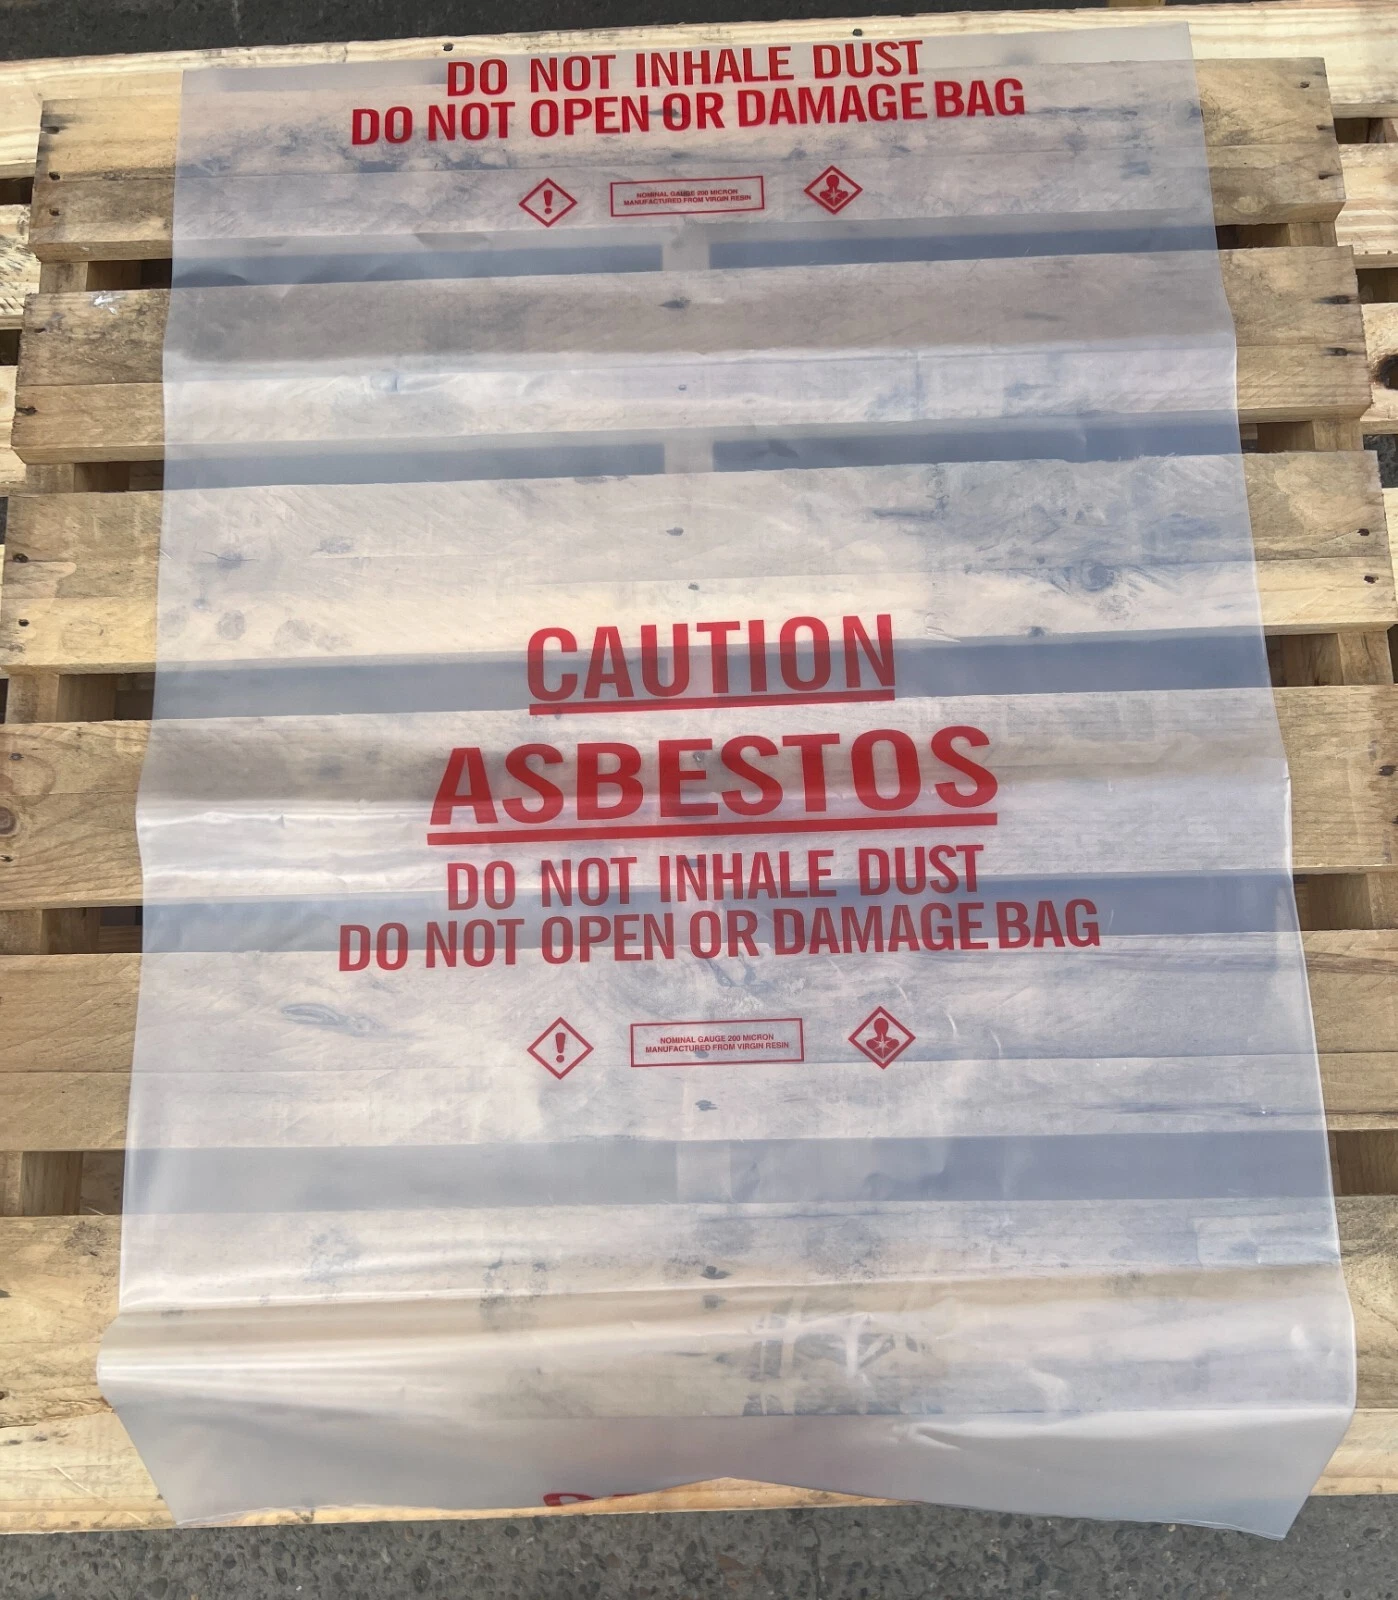 DO NOT INHALE DUST
DO NOT OPEN OR DAMAGE BAG
NOMINAL GAUGE 200 MICRON
MANUFACTURED FROM VIRGIN RESIN
CAUTION
ASBESTOS
DO NOT INHALE DUST
DO NOT OPEN OR DAMAGE BAG
NOMINAL GAUGE 200 MICRON
MANUFACTURED FROM VIRGIN RESIN